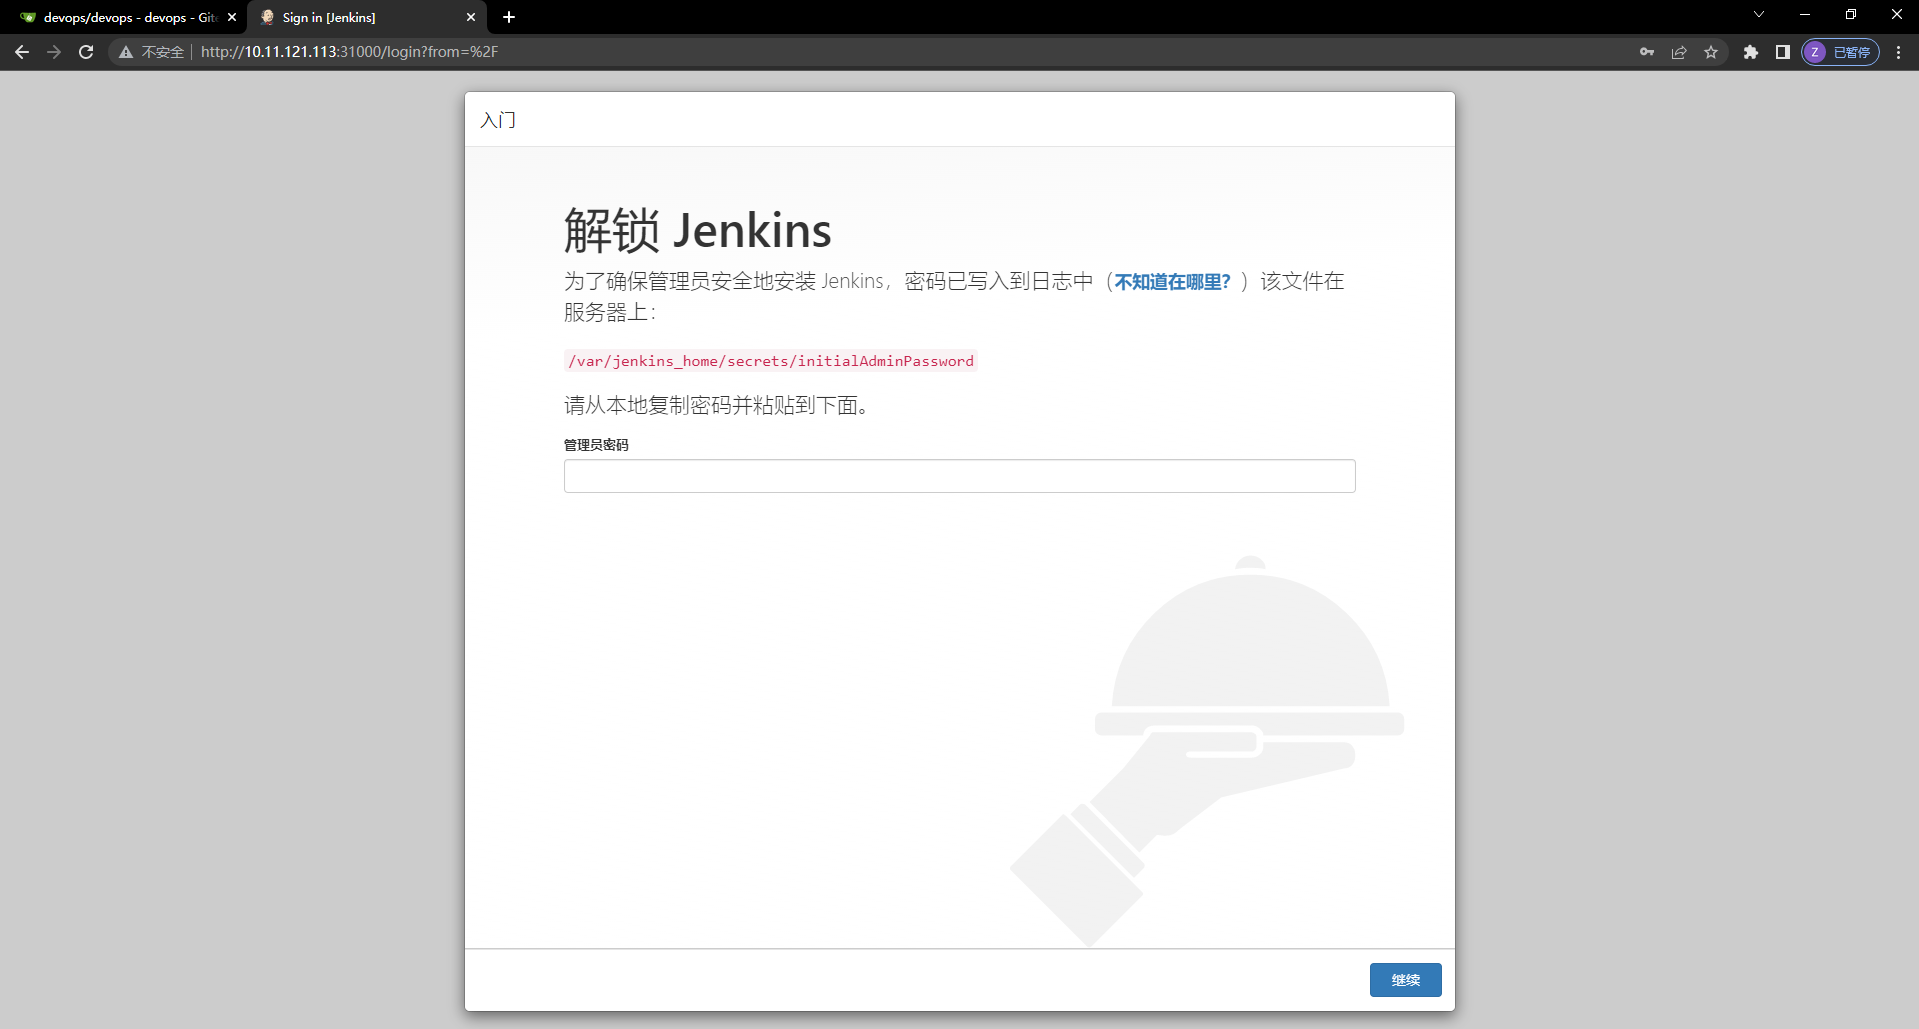 devops/devops - devops - Git
Sign in [Jenkins]
不安全 | http://10.11.121.113:31000/login?from=%2F
Z 已暂停
入门
解锁 Jenkins
为了确保管理员安全地安装 Jenkins，密码已写入到日志中（不知道在哪里？）该文件在
服务器上：
/var/jenkins_home/secrets/initialAdminPassword
请从本地复制密码并粘贴到下面。
管理员密码
继续